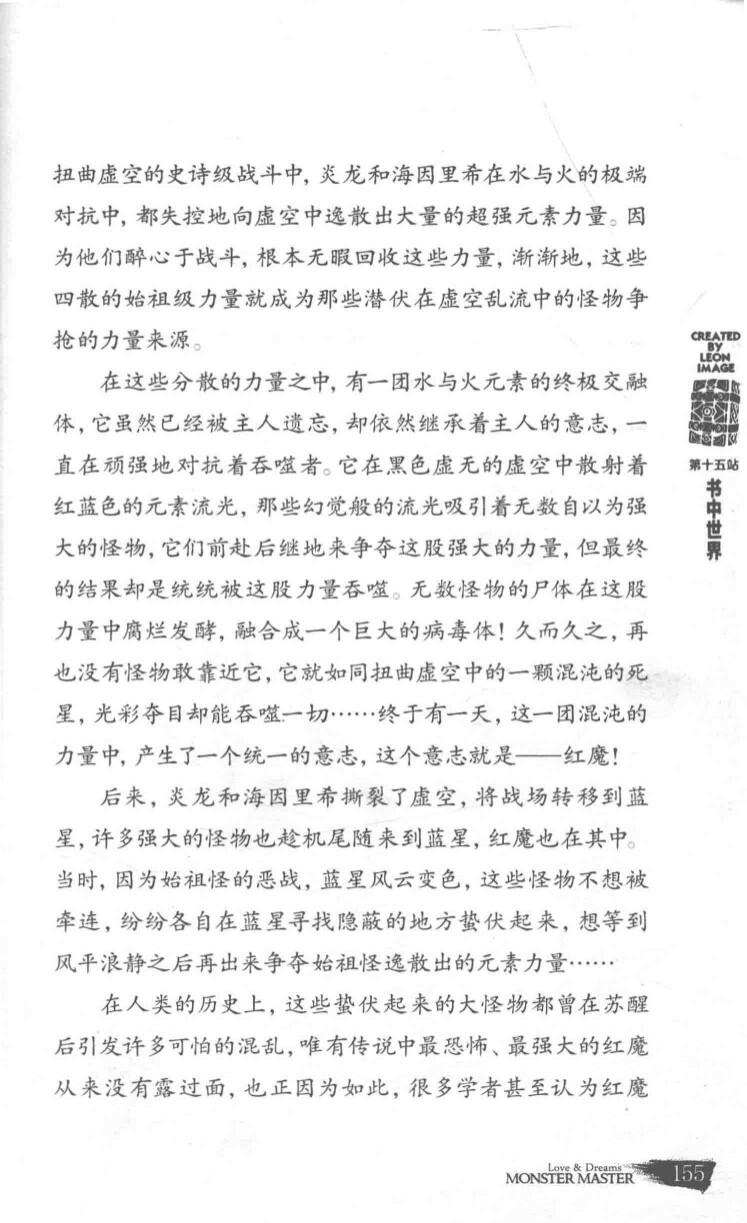 扭曲虚空的史诗级战斗中，炎龙和海因里希在水与火的极端
对抗中，都失控地向虚空中逸散出大量的超强元素力量。因
为他们醉心于战斗，根本无暇回收这些力量，渐渐地，这些
四散的始祖级力量就成为那些潜伏在虚空乱流中的怪物争
抢的力量来源。
在这些分散的力量之中，有一团水与火元素的终极交融
体，它虽然已经被主人遗忘，却依然继承着主人的意志，一
直在顽强地对抗着吞噬者。它在黑色虚无的虚空中散射着
红蓝色的元素流光，那些幻觉般的流光吸引着无数自以为强
大的怪物，它们前赴后继地来争夺这股强大的力量，但最终
的结果却是统统被这股力量吞噬。无数怪物的尸体在这股
力量中腐烂发酵，融合成一个巨大的病毒体！久而久之，再
也没有怪物敢靠近它，它就如同扭曲虚空中的一颗混沌的死
星，光彩夺目却能吞噬一切……终于有一天，这一团混沌的
力量中，产生了一个统一的意志，这个意志就是——红魔！
后来，炎龙和海因里希撕裂了虚空，将战场转移到蓝
星，许多强大的怪物也趁机尾随来到蓝星，红魔也在其中。
当时，因为始祖怪的恶战，蓝星风云变色，这些怪物不想被
牵连，纷纷各自在蓝星寻找隐蔽的地方蛰伏起来，想等到
风平浪静之后再出来争夺始祖怪逸散出的元素力量……
在人类的历史上，这些蛰伏起来的大怪物都曾在苏醒
后引发许多可怕的混乱，唯有传说中最恐怖、最强大的红魔
从来没有露过面，也正因为如此，很多学者甚至认为红魔
CREATED
BY
LEON
IMAGE
第十五站
书中世界
Love & Dreams
MONSTER MASTER
155